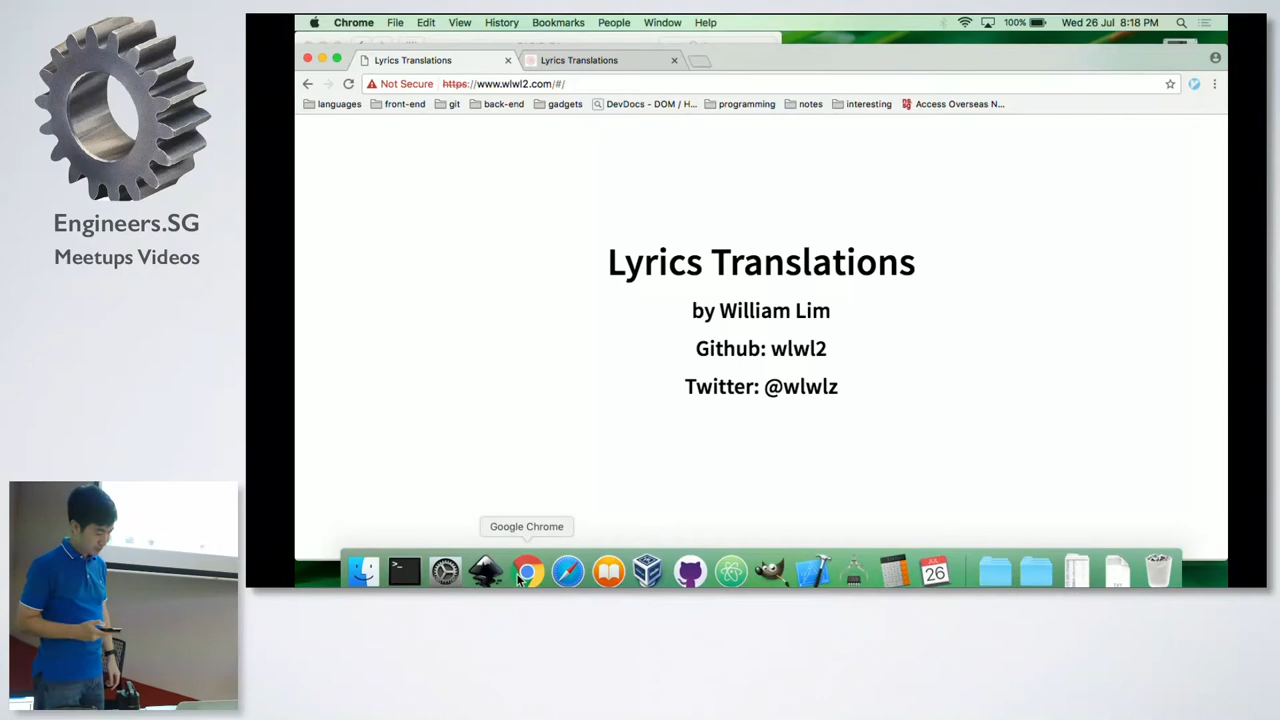 Engineers.SG
Meetups Videos
Chrome File Edit View History Bookmarks People Window Help
100% Wed 26 Jul 8:18 PM
Lyrics Translations
Lyrics Translations
Not Secure https://www.wlwl2.com/#/
languages front-end git back-end gadgets DevDocs - DOM / H... programming notes interesting Access Overseas N...
Lyrics Translations
by William Lim
Github: wlwl2
Twitter: @wlwlz
Google Chrome
26